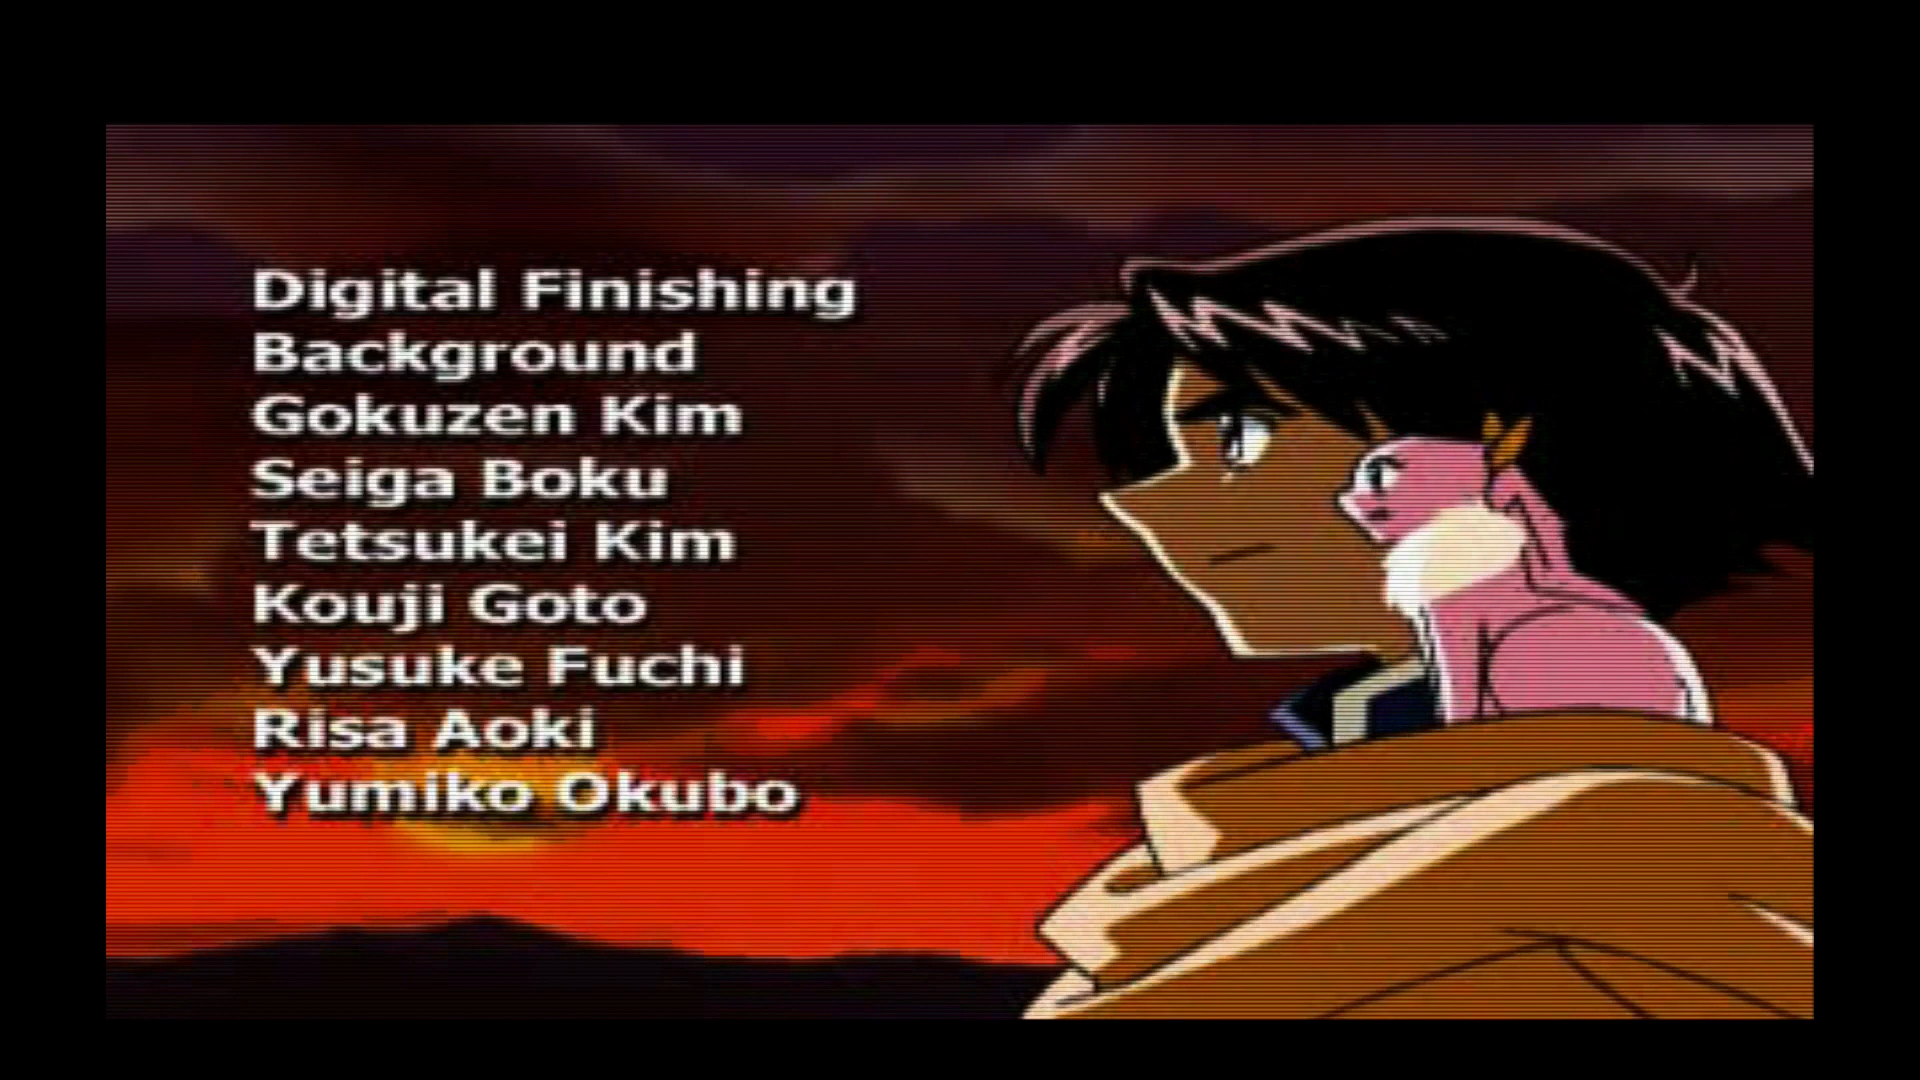 Digital Finishing
Background
Gokuzen Kim
Seiga Boku
Tetsukei Kim
Kouji Goto
Yusuke Fuchi
Risa Aoki
Yumiko Okubo